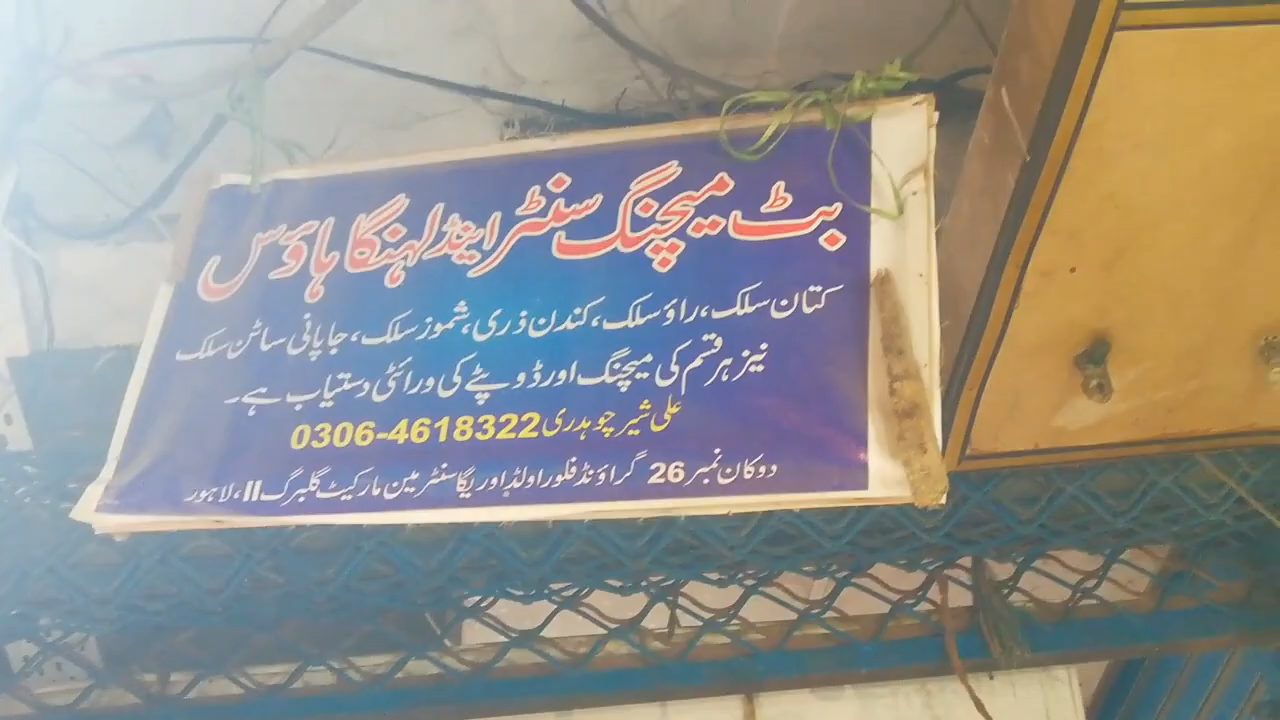 بٹ میچنگ سنٹر اینڈ لہنگا ہاؤس
کتان سلک، راؤ سلک، کندن ذری، شموز سلک، جاپانی ساٹن سلک
نیز ہر قسم کی میچنگ اور ڈوپٹے کی ورائٹی دستیاب ہے۔
علی شیر چوہدری 0306-4618322
دوکان نمبر 26 گراؤنڈ فلور اولڈ اوریگا سنٹر مین مارکیٹ گلبرگ II، لاہور